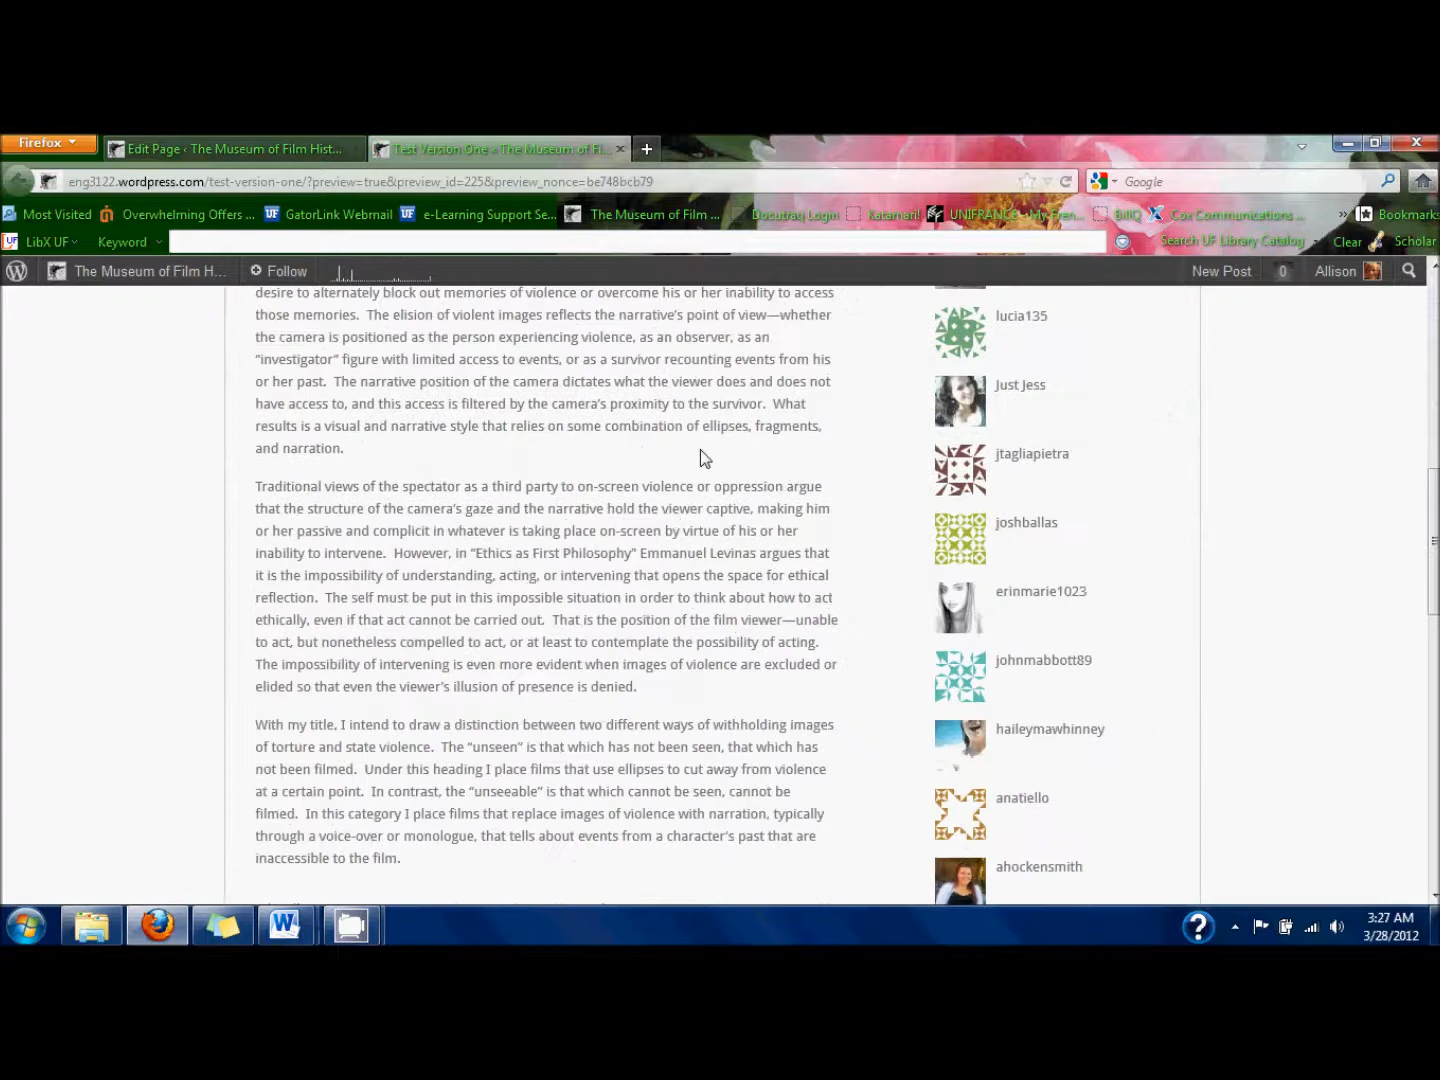 Firefox
Edit Page ‹ The Museum of Film Hist...
Test Version One « The Museum of Fi...
eng3122.wordpress.com/test-version-one/?preview=true&preview_id=225&preview_nonce=be748bcb79
Google
Most Visited
Overwhelming Offers ...
UF GatorLink Webmail
UF e-Learning Support Se...
The Museum of Film ...
Docutraq Login
Katamari!
UNIFRANCE - My Fren...
BillQ
Cox Communications ...
»
Bookmarks
UF LibX UF
Keyword
Search UF Library Catalog
Clear
Scholar
The Museum of Film H...
Follow
New Post
0
Allison
desire to alternately block out memories of violence or overcome his or her inability to access
those memories.  The elision of violent images reflects the narrative's point of view—whether
the camera is positioned as the person experiencing violence, as an observer, as an
“investigator” figure with limited access to events, or as a survivor recounting events from his
or her past.  The narrative position of the camera dictates what the viewer does and does not
have access to, and this access is filtered by the camera's proximity to the survivor.  What
results is a visual and narrative style that relies on some combination of ellipses, fragments,
and narration.
Traditional views of the spectator as a third party to on-screen violence or oppression argue
that the structure of the camera's gaze and the narrative hold the viewer captive, making him
or her passive and complicit in whatever is taking place on-screen by virtue of his or her
inability to intervene.  However, in “Ethics as First Philosophy” Emmanuel Levinas argues that
it is the impossibility of understanding, acting, or intervening that opens the space for ethical
reflection.  The self must be put in this impossible situation in order to think about how to act
ethically, even if that act cannot be carried out.  That is the position of the film viewer—unable
to act, but nonetheless compelled to act, or at least to contemplate the possibility of acting.
The impossibility of intervening is even more evident when images of violence are excluded or
elided so that even the viewer's illusion of presence is denied.
With my title, I intend to draw a distinction between two different ways of withholding images
of torture and state violence.  The “unseen” is that which has not been seen, that which has
not been filmed.  Under this heading I place films that use ellipses to cut away from violence
at a certain point.  In contrast, the “unseeable” is that which cannot be seen, cannot be
filmed.  In this category I place films that replace images of violence with narration, typically
through a voice-over or monologue, that tells about events from a character's past that are
inaccessible to the film.
lucia135
Just Jess
jtagliapietra
joshballas
erinmarie1023
johnmabbott89
haileymawhinney
anatiello
ahockensmith
3:27 AM
3/28/2012